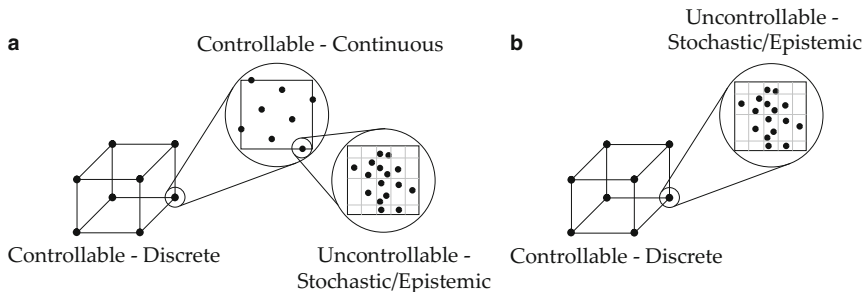 a
Controllable - Continuous
Controllable - Discrete
Uncontrollable -
Stochastic/Epistemic
b
Uncontrollable -
Stochastic/Epistemic
Controllable - Discrete